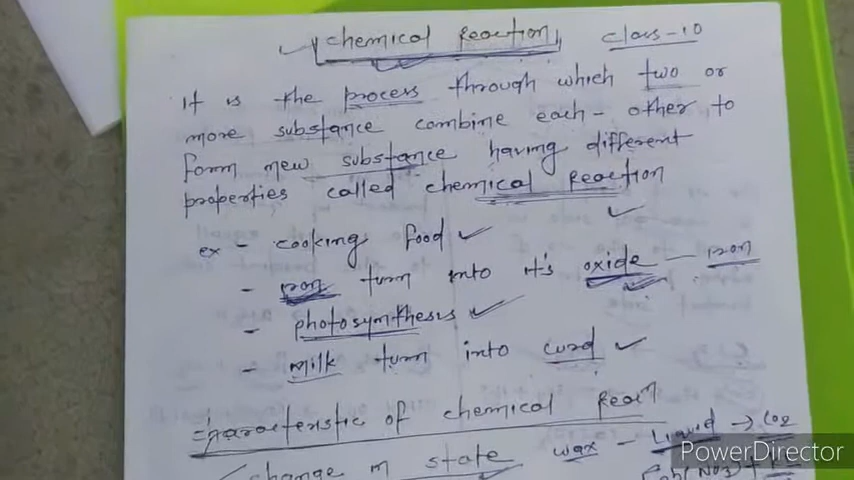 chemical Reaction class-10
It is the process through which two or
more substance combine each-other to
form new substance having different
properties called chemical Reaction
ex - cooking food
- Iron turn into it's oxide - Iron
- photosynthesis
- milk turn into curd
characteristic of chemical Reacn
change in state wax - Liquid → CO2
PowerDirector